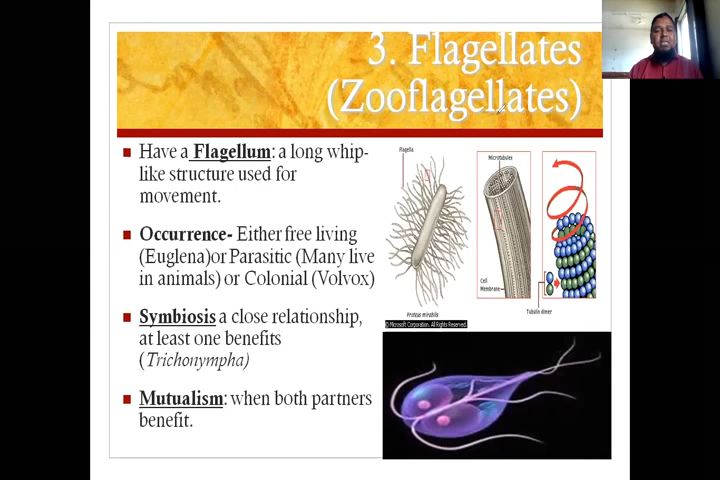 3. Flagellates
(Zooflagellates)
Have a Flagellum: a long whip-
like structure used for
movement.
Occurrence- Either free living
(Euglena)or Parasitic (Many live
in animals) or Colonial (Volvox)
Symbiosis a close relationship,
at least one benefits
(Trichonympha)
Mutualism: when both partners
benefit.
Flagella
Proteus mirabilis
© Microsoft Corporation. All Rights Reserved.
Microtubules
Cell
Membrane
Tubulin dimer